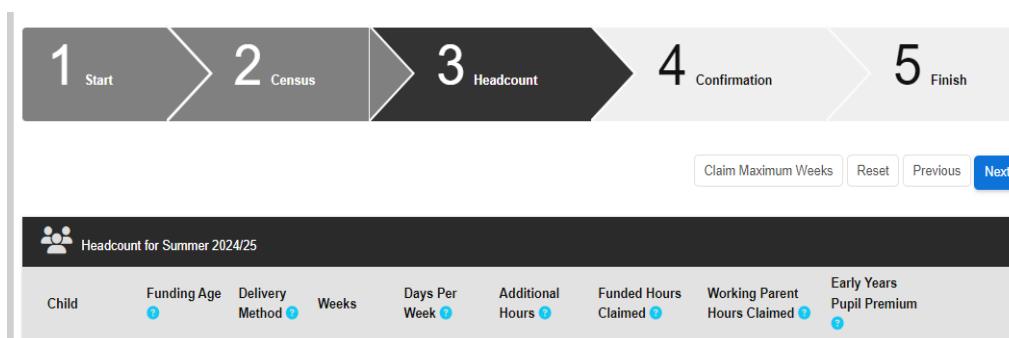 1 Start
2 Census
3 Headcount
4 Confirmation
5 Finish
Claim Maximum Weeks
Reset
Previous
Next
Headcount for Summer 2024/25
Child
Funding Age
?
Delivery
Method ?
Weeks
Days Per
Week ?
Additional
Hours ?
Funded Hours
Claimed ?
Working Parent
Hours Claimed ?
Early Years
Pupil Premium
?